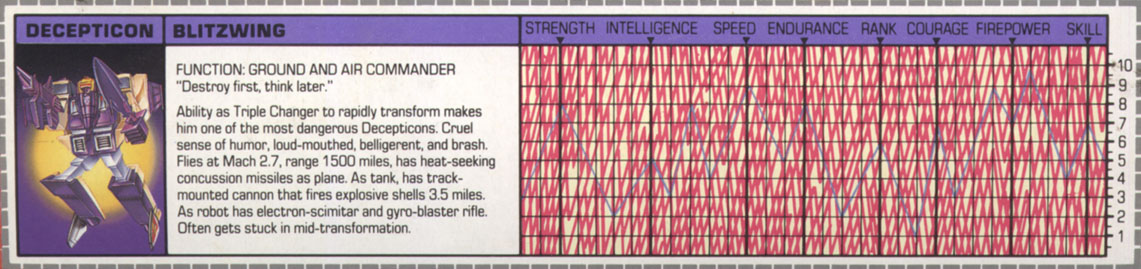 DECEPTICON
BLITZWING
FUNCTION: GROUND AND AIR COMMANDER
"Destroy first, think later."
Ability as Triple Changer to rapidly transform makes
him one of the most dangerous Decepticons. Cruel
sense of humor, loud-mouthed, belligerent, and brash.
Flies at Mach 2.7, range 1500 miles, has heat-seeking
concussion missiles as plane. As tank, has track-
mounted cannon that fires explosive shells 3.5 miles.
As robot has electron-scimitar and gyro-blaster rifle.
Often gets stuck in mid-transformation.
STRENGTH INTELLIGENCE SPEED ENDURANCE RANK COURAGE FIREPOWER SKILL
10
9
8
7
6
5
4
3
2
1